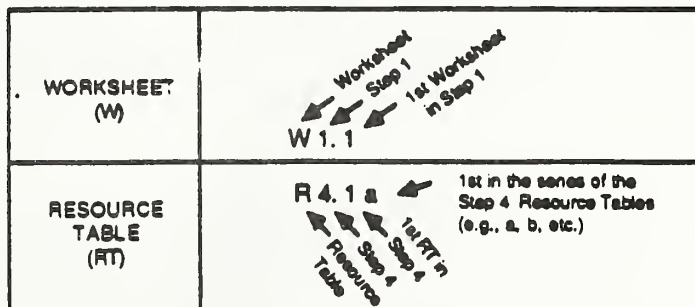 WORKSHEET
(W)
Worksheet
Step 1
1st Worksheet
in Step 1
W 1. 1
RESOURCE
TABLE
(RT)
R 4. 1 a
1st in the series of the
Step 4 Resource Tables
(e.g., a, b, etc.)
Resource
Table
Step 4
1st RT in
Step 4